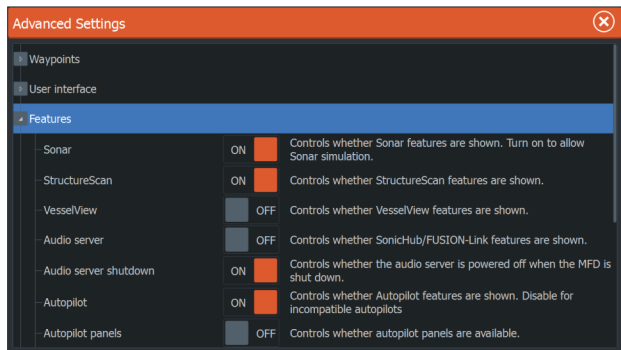 Advanced Settings
Waypoints
User interface
Features
Sonar ON Controls whether Sonar features are shown. Turn on to allow
Sonar simulation.
StructureScan ON Controls whether StructureScan features are shown.
VesselView OFF Controls whether VesselView features are shown.
Audio server OFF Controls whether SonicHub/FUSION-Link features are shown.
Audio server shutdown ON Controls whether the audio server is powered off when the MFD is
shut down.
Autopilot ON Controls whether Autopilot features are shown. Disable for
incompatible autopilots
Autopilot panels OFF Controls whether autopilot panels are available.